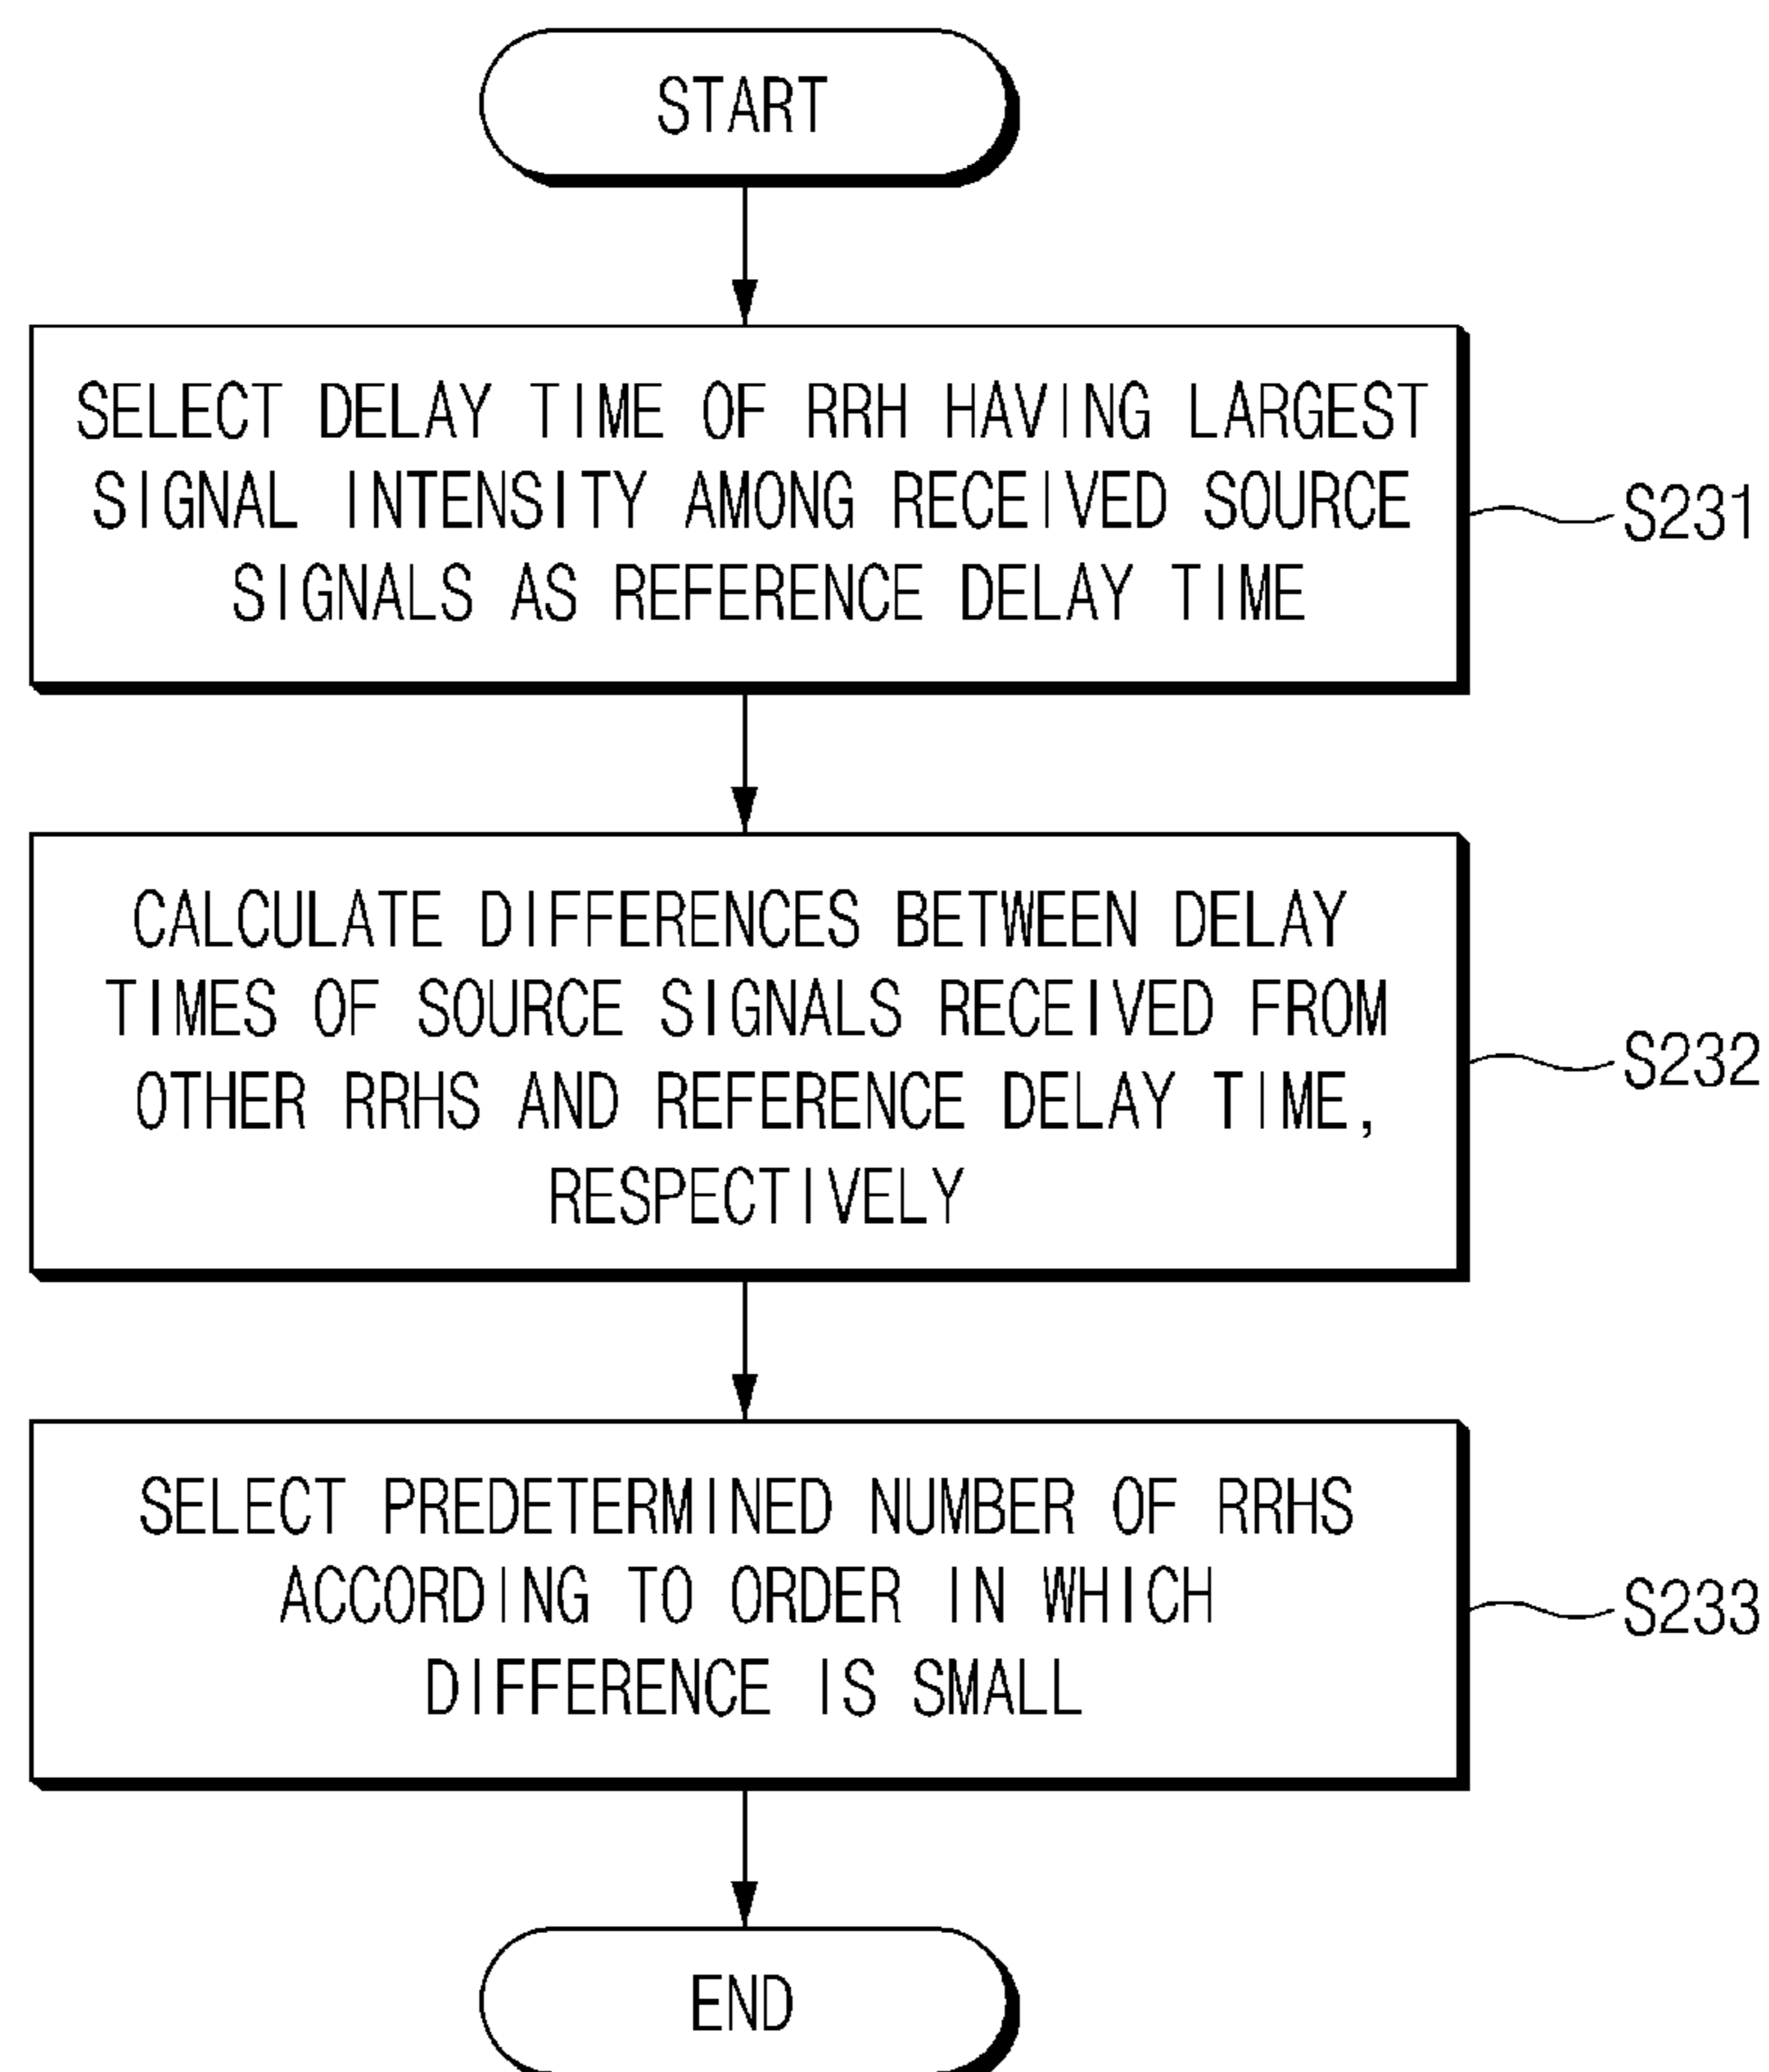 START
SELECT DELAY TIME OF RRH HAVING LARGEST
SIGNAL INTENSITY AMONG RECEIVED SOURCE
SIGNALS AS REFERENCE DELAY TIME
S231
CALCULATE DIFFERENCES BETWEEN DELAY
TIMES OF SOURCE SIGNALS RECEIVED FROM
OTHER RRHS AND REFERENCE DELAY TIME,
RESPECTIVELY
S232
SELECT PREDETERMINED NUMBER OF RRHS
ACCORDING TO ORDER IN WHICH
DIFFERENCE IS SMALL
S233
END